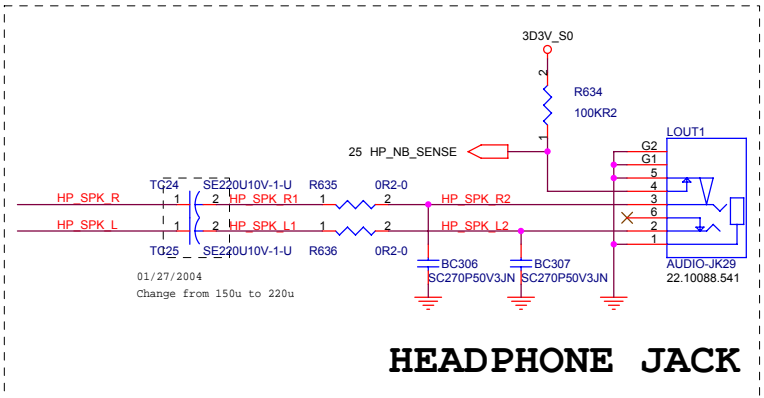 3D3V_S0
2
R634
100KR2
1
25 HP_NB_SENSE
LOUT1
G2
G1
5
4
3
6
2
1
TC24 SE220U10V-1-U R635 0R2-0
HP_SPK_R 1 2 HP_SPK_R1 1 2 HP_SPK_R2
HP_SPK_L 1 2 HP_SPK_L1 1 2 HP_SPK_L2
TC25 SE220U10V-1-U R636 0R2-0
BC306
SC270P50V3JN
BC307
SC270P50V3JN
AUDIO-JK29
22.10088.541
01/27/2004
Change from 150u to 220u
HEADPHONE JACK